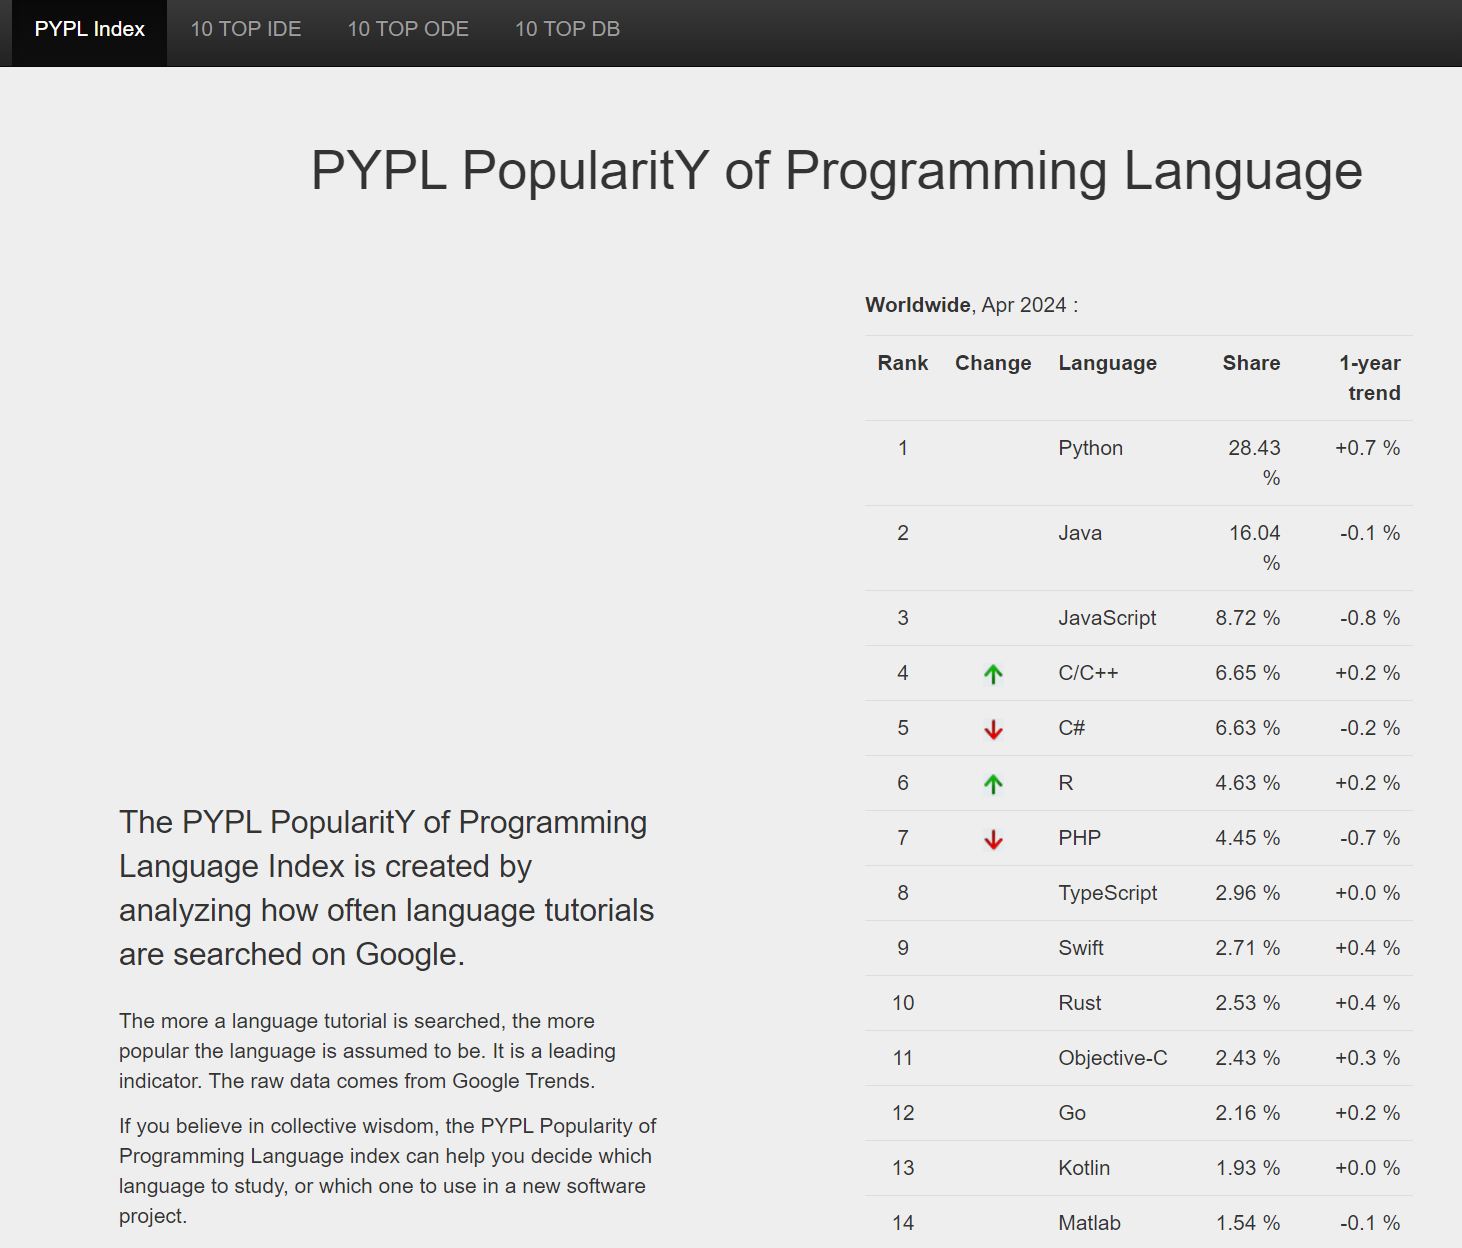 PYPL Index 10 TOP IDE 10 TOP ODE 10 TOP DB
PYPL PopularitY of Programming Language
The PYPL PopularitY of Programming
Language Index is created by
analyzing how often language tutorials
are searched on Google.
The more a language tutorial is searched, the more
popular the language is assumed to be. It is a leading
indicator. The raw data comes from Google Trends.
If you believe in collective wisdom, the PYPL Popularity of
Programming Language index can help you decide which
language to study, or which one to use in a new software
project.
Worldwide, Apr 2024 :
Rank Change Language Share 1-year
trend
1 Python 28.43 +0.7 %
%
2 Java 16.04 -0.1 %
%
3 JavaScript 8.72 % -0.8 %
4 C/C++ 6.65 % +0.2 %
5 C# 6.63 % -0.2 %
6 R 4.63 % +0.2 %
7 PHP 4.45 % -0.7 %
8 TypeScript 2.96 % +0.0 %
9 Swift 2.71 % +0.4 %
10 Rust 2.53 % +0.4 %
11 Objective-C 2.43 % +0.3 %
12 Go 2.16 % +0.2 %
13 Kotlin 1.93 % +0.0 %
14 Matlab 1.54 % -0.1 %